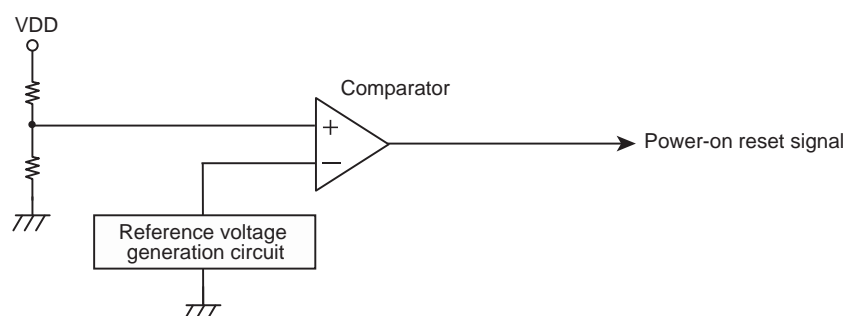 VDD
Comparator
+
−
Power-on reset signal
Reference voltage
generation circuit